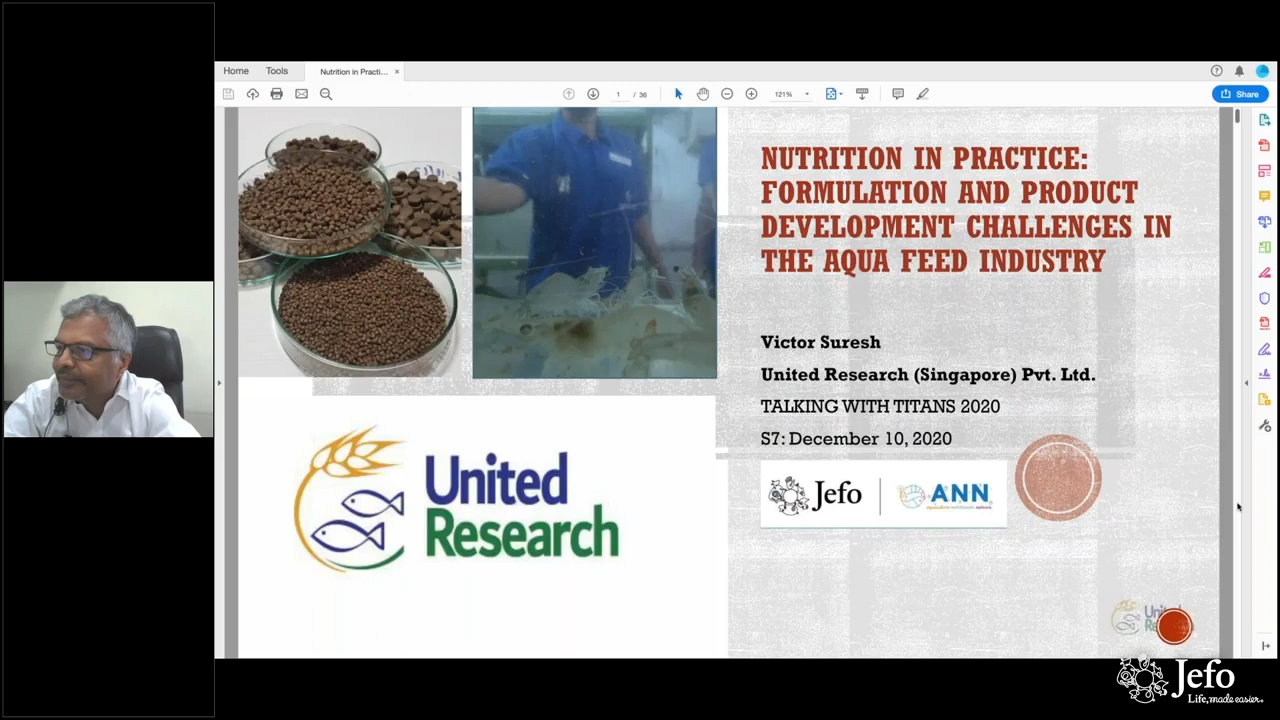 Home
Tools
Nutrition in Practi...
1 / 36
121%
Share
NUTRITION IN PRACTICE:
FORMULATION AND PRODUCT
DEVELOPMENT CHALLENGES IN
THE AQUA FEED INDUSTRY
Victor Suresh
United Research (Singapore) Pvt. Ltd.
TALKING WITH TITANS 2020
S7: December 10, 2020
Jefo
ANN
United
Research
Jefo
Life, made easier.